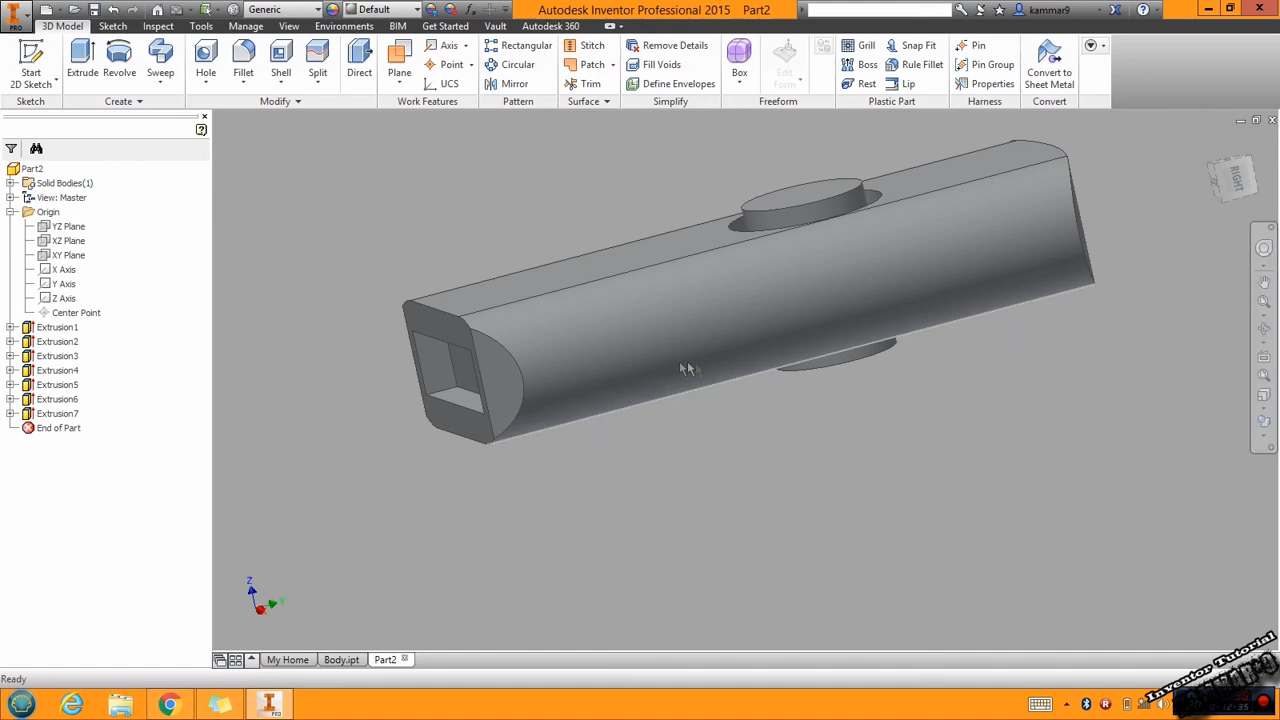 PRO
Generic
Default
Autodesk Inventor Professional 2015 Part2
kammar9
3D Model Sketch Inspect Tools Manage View Environments BIM Get Started Vault Autodesk 360
Start
2D Sketch
Extrude Revolve Sweep
Hole Fillet Shell Split Direct
Plane
Axis
Point
UCS
Rectangular
Circular
Mirror
Stitch
Patch
Trim
Remove Details
Fill Voids
Define Envelopes
Box
Edit
Form
Grill Snap Fit
Boss Rule Fillet
Rest Lip
Pin
Pin Group
Properties
Convert to
Sheet Metal
Sketch Create Modify Work Features Pattern Surface Simplify Freeform Plastic Part Harness Convert
Part2
Solid Bodies(1)
View: Master
Origin
YZ Plane
XZ Plane
XY Plane
X Axis
Y Axis
Z Axis
Center Point
Extrusion1
Extrusion2
Extrusion3
Extrusion4
Extrusion5
Extrusion6
Extrusion7
End of Part
RIGHT
Z
My Home Body.ipt Part2
Ready
Inventor Tutorial